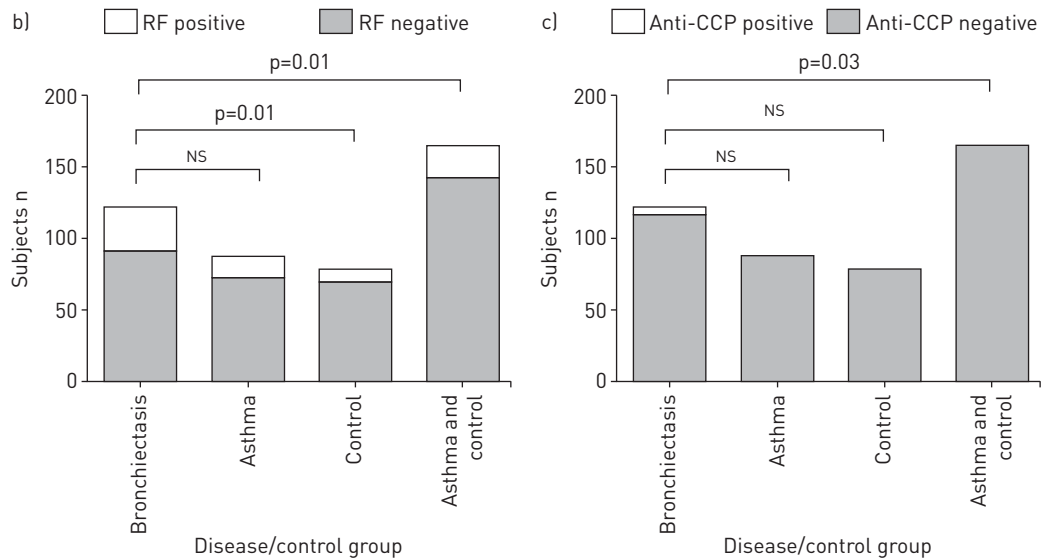 b)
RF positive
RF negative
p=0.01
p=0.01
NS
200
150
100
50
0
Subjects n
Bronchiectasis
Asthma
Control
Asthma and
control
Disease/control group
c)
Anti-CCP positive
Anti-CCP negative
p=0.03
NS
NS
200
150
100
50
0
Subjects n
Bronchiectasis
Asthma
Control
Asthma and
control
Disease/control group